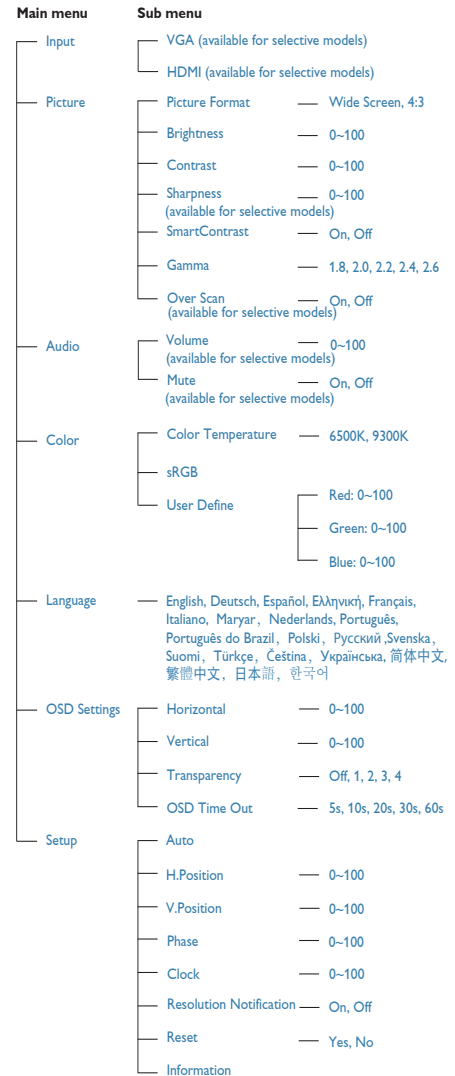 Main menu Sub menu
Input VGA (available for selective models)
HDMI (available for selective models)
Picture Picture Format Wide Screen, 4:3
Brightness 0~100
Contrast 0~100
Sharpness 0~100
(available for selective models)
SmartContrast On, Off
Gamma 1.8, 2.0, 2.2, 2.4, 2.6
Over Scan On, Off
(available for selective models)
Audio Volume 0~100
(available for selective models)
Mute On, Off
(available for selective models)
Color Color Temperature 6500K, 9300K
sRGB
User Define Red: 0~100
Green: 0~100
Blue: 0~100
Language English, Deutsch, Español, Ελληνική, Français,
Italiano, Maryar, Nederlands, Português,
Português do Brazil, Polski, Русский ,Svenska,
Suomi, Türkçe, Čeština, Українська, 简体中文,
繁體中文, 日本語, 한국어
OSD Settings Horizontal 0~100
Vertical 0~100
Transparency Off, 1, 2, 3, 4
OSD Time Out 5s, 10s, 20s, 30s, 60s
Setup Auto
H.Position 0~100
V.Position 0~100
Phase 0~100
Clock 0~100
Resolution Notification On, Off
Reset Yes, No
Information